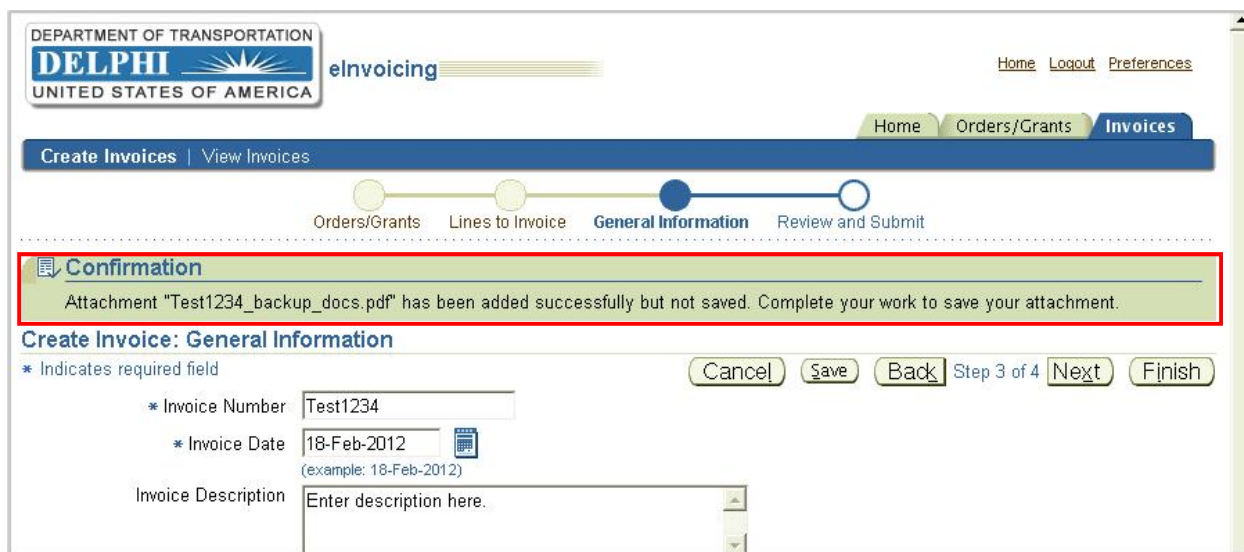 DEPARTMENT OF TRANSPORTATION
DELPHI
UNITED STATES OF AMERICA
eInvoicing
Home Logout Preferences
Home Orders/Grants Invoices
Create Invoices | View Invoices
Orders/Grants Lines to Invoice General Information Review and Submit
Confirmation
Attachment "Test1234_backup_docs.pdf" has been added successfully but not saved. Complete your work to save your attachment.
Create Invoice: General Information
* Indicates required field
Cancel Save Back Step 3 of 4 Next Finish
* Invoice Number Test1234
* Invoice Date 18-Feb-2012
(example: 18-Feb-2012)
Invoice Description Enter description here.